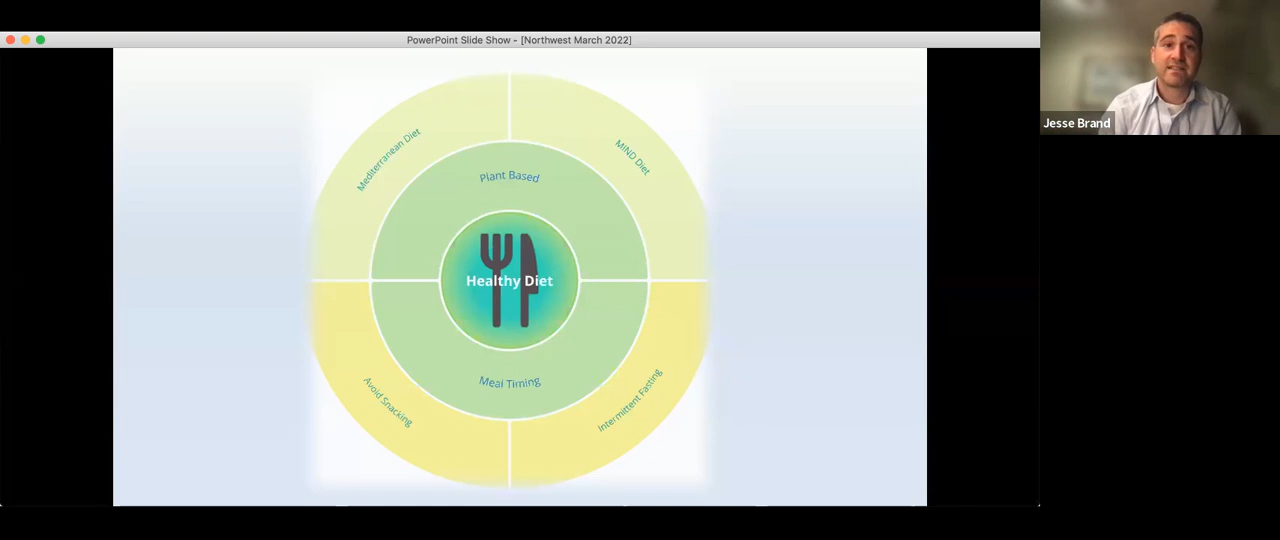 PowerPoint Slide Show - [Northwest March 2022]
Jesse Brand
Mediterranean Diet
MIND Diet
Plant Based
Healthy Diet
Meal Timing
Avoid Snacking
Intermittent Fasting